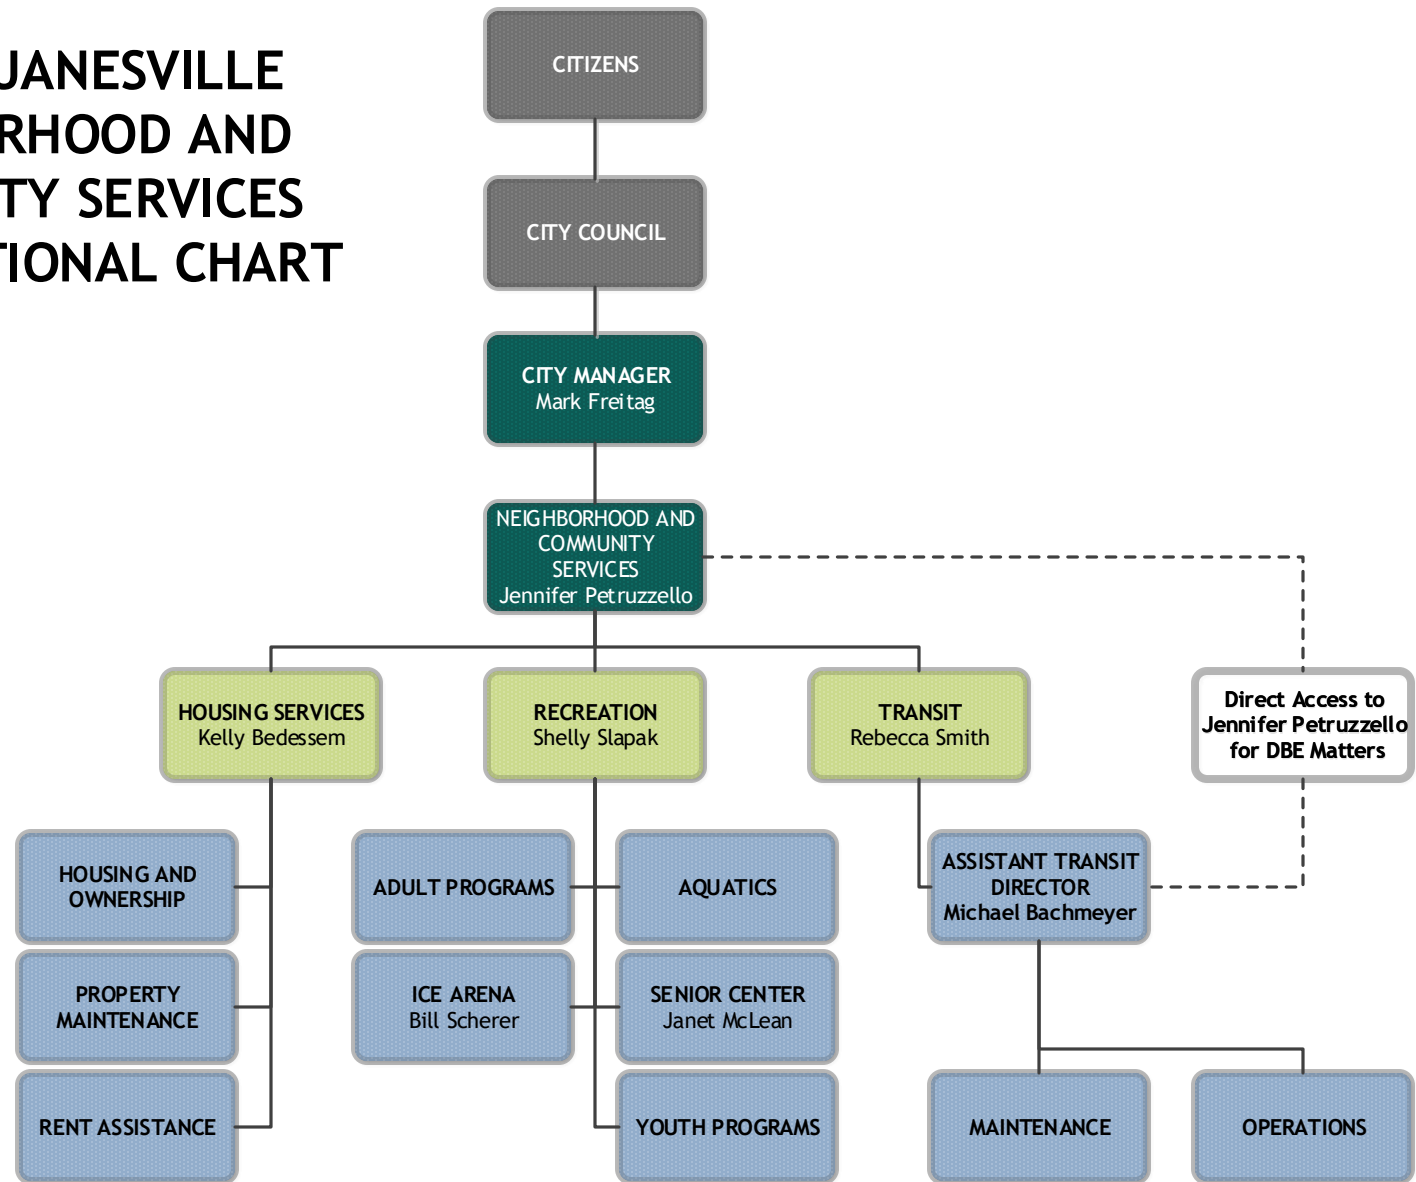 UANESVILLE
RHOOD AND
TY SERVICES
TIONAL CHART
CITIZENS
CITY COUNCIL
CITY MANAGER
Mark Freitag
NEIGHBORHOOD AND
COMMUNITY
SERVICES
Jennifer Petruzzello
HOUSING SERVICES
Kelly Bedessem
RECREATION
Shelly Slapak
TRANSIT
Rebecca Smith
Direct Access to
Jennifer Petruzzello
for DBE Matters
HOUSING AND
OWNERSHIP
ADULT PROGRAMS
AQUATICS
ASSISTANT TRANSIT
DIRECTOR
Michael Bachmeyer
PROPERTY
MAINTENANCE
ICE ARENA
Bill Scherer
SENIOR CENTER
Janet McLean
RENT ASSISTANCE
YOUTH PROGRAMS
MAINTENANCE
OPERATIONS